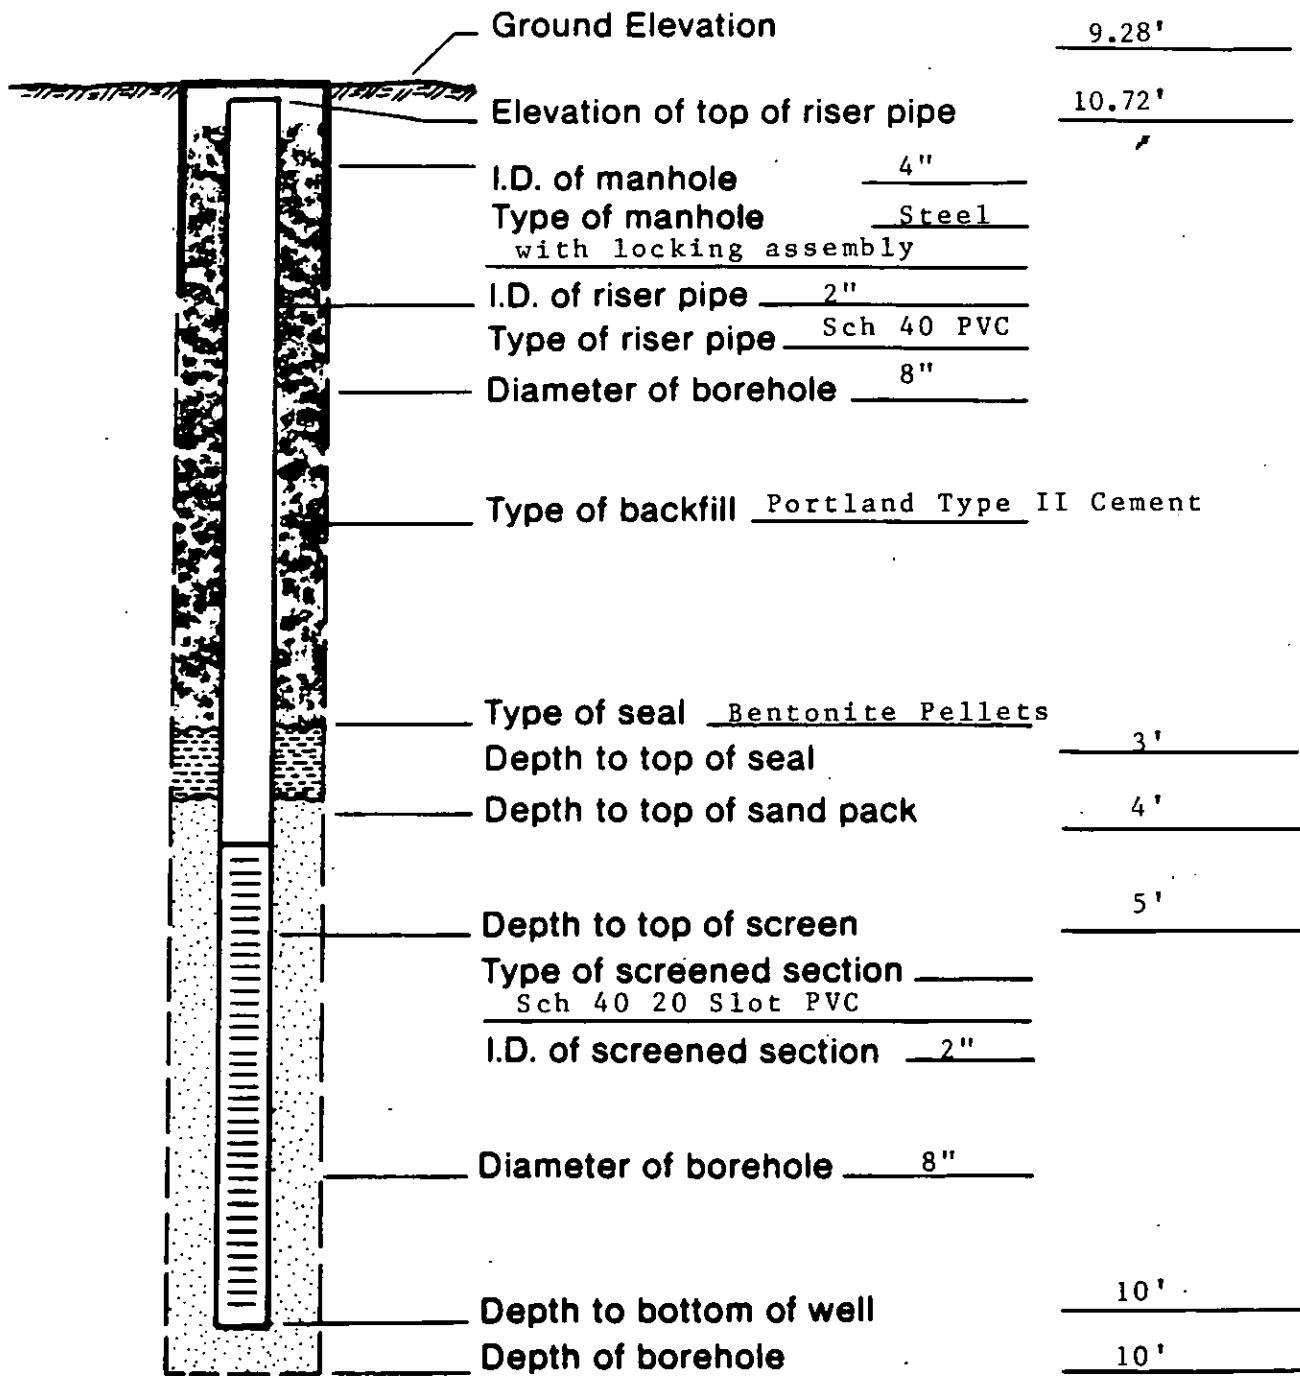 Ground Elevation 9.28'
Elevation of top of riser pipe 10.72'
I.D. of manhole 4"
Type of manhole Steel
with locking assembly
I.D. of riser pipe 2"
Type of riser pipe Sch 40 PVC
Diameter of borehole 8"
Type of backfill Portland Type II Cement
Type of seal Bentonite Pellets
Depth to top of seal 3'
Depth to top of sand pack 4'
Depth to top of screen 5'
Type of screened section
Sch 40 20 Slot PVC
I.D. of screened section 2"
Diameter of borehole 8"
Depth to bottom of well 10'
Depth of borehole 10'